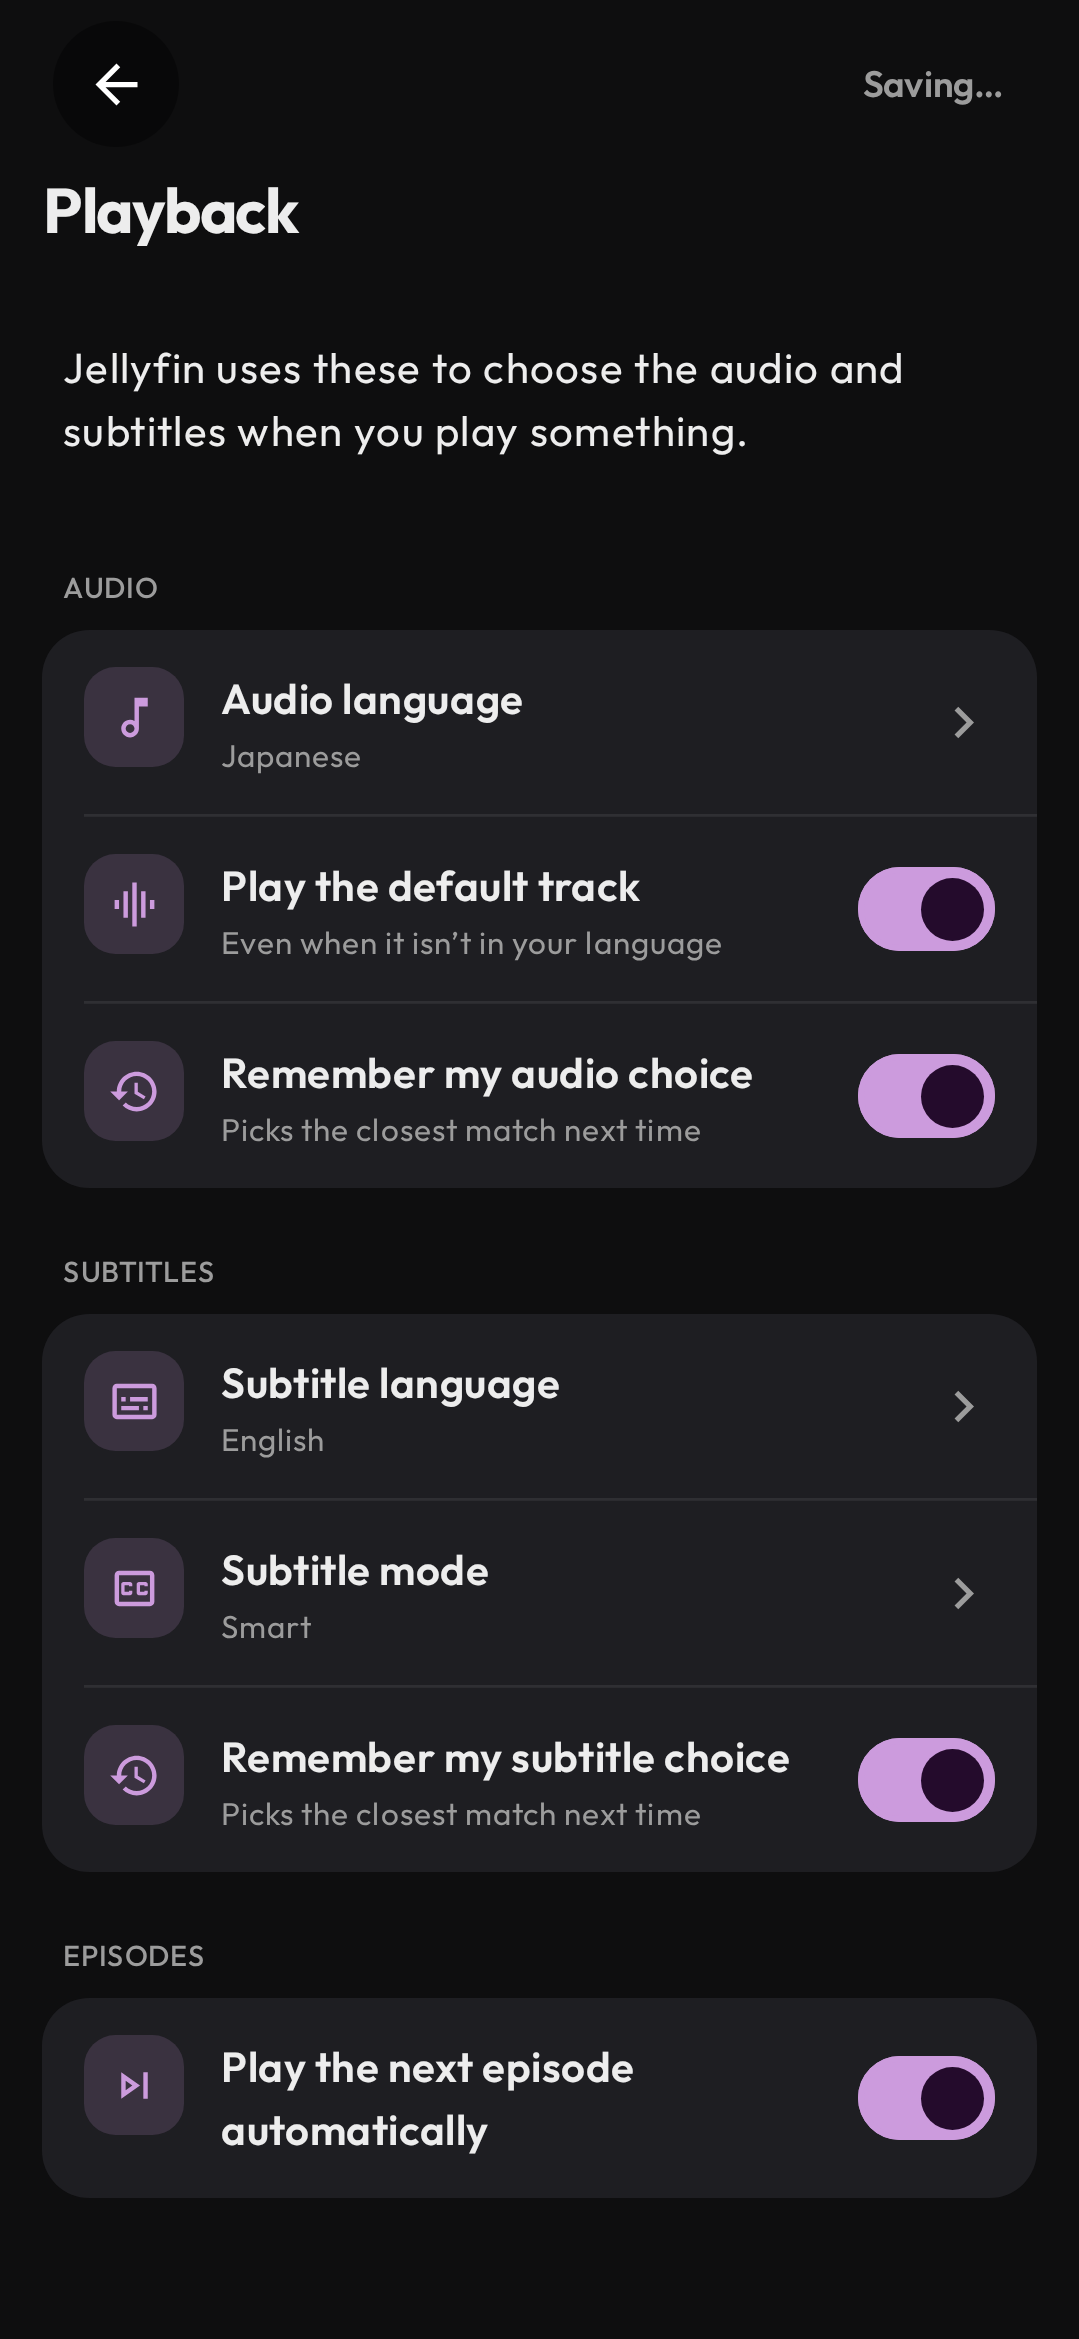 Saving...
Playback
Jellyfin uses these to choose the audio and
subtitles when you play something.
AUDIO
Audio language
Japanese
Play the default track
Even when it isn’t in your language
Remember my audio choice
Picks the closest match next time
SUBTITLES
Subtitle language
English
Subtitle mode
Smart
Remember my subtitle choice
Picks the closest match next time
EPISODES
Play the next episode
automatically